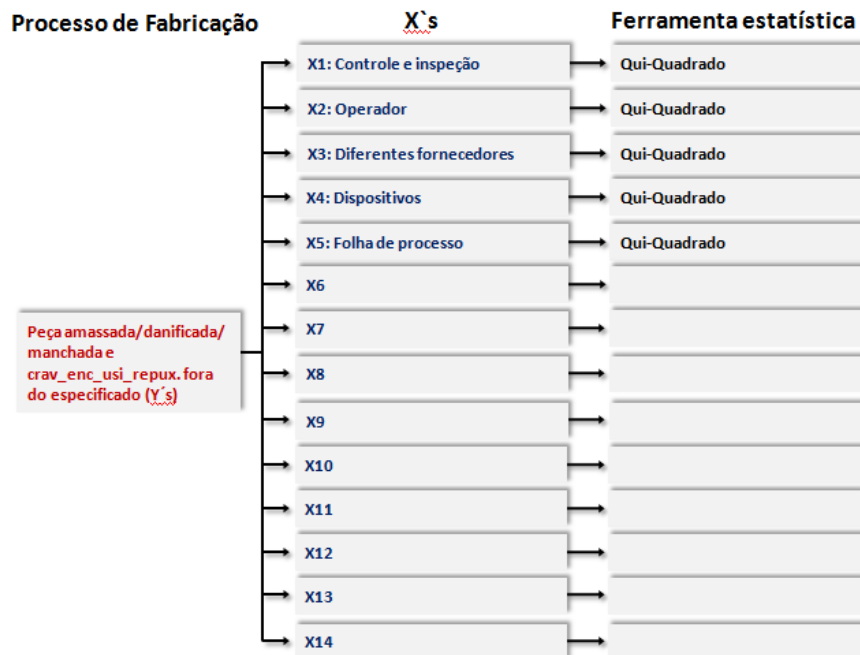 Processo de Fabricação
X`s
Ferramenta estatística
X1: Controle e inspeção
Qui-Quadrado
X2: Operador
Qui-Quadrado
X3: Diferentes fornecedores
Qui-Quadrado
X4: Dispositivos
Qui-Quadrado
X5: Folha de processo
Qui-Quadrado
X6
Peça amassada/danificada/
manchada e
crav_enc_usi_repux. fora
do especificado (Y´s)
X7
X8
X9
X10
X11
X12
X13
X14